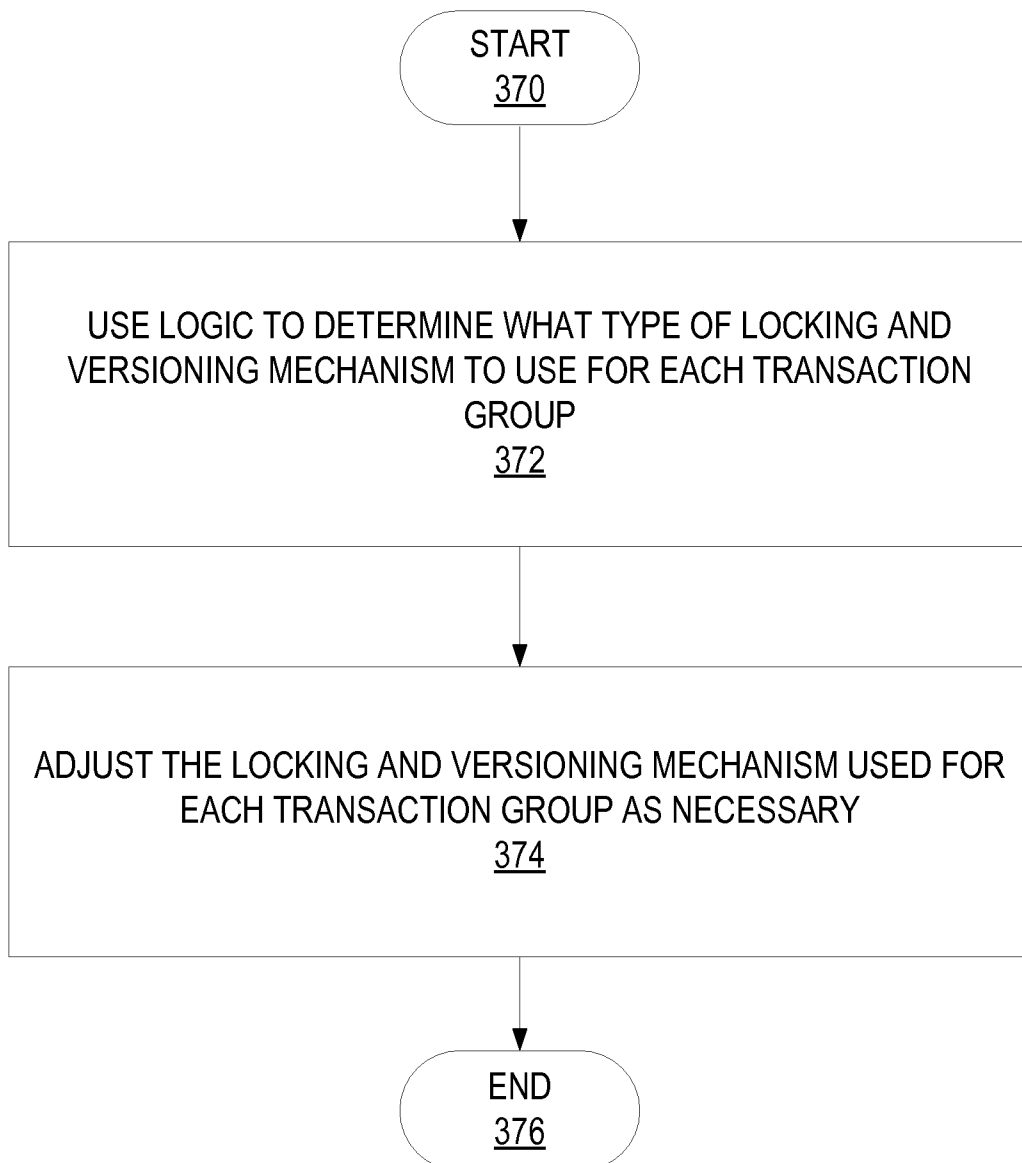 START
370
USE LOGIC TO DETERMINE WHAT TYPE OF LOCKING AND
VERSIONING MECHANISM TO USE FOR EACH TRANSACTION
GROUP
372
ADJUST THE LOCKING AND VERSIONING MECHANISM USED FOR
EACH TRANSACTION GROUP AS NECESSARY
374
END
376